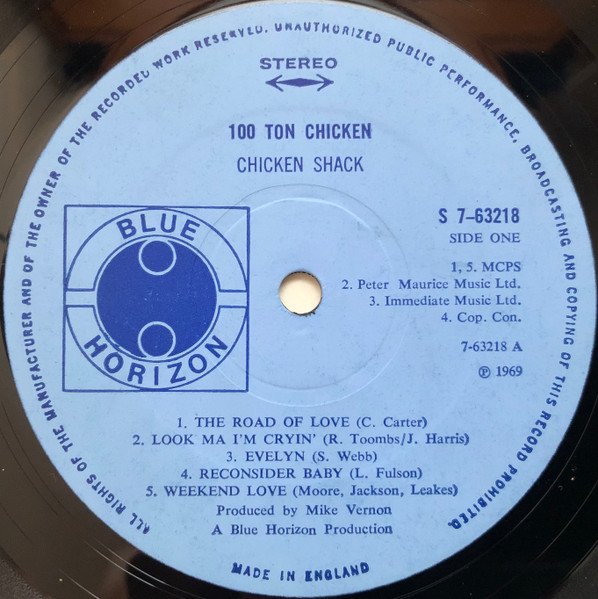 ALL RIGHTS OF THE MANUFACTURER AND OF THE OWNER OF THE RECORDED WORK RESERVED. UNAUTHORIZED PUBLIC PERFORMANCE, BROADCASTING AND COPYING OF THIS RECORD PROHIBITED.
STEREO
100 TON CHICKEN
CHICKEN SHACK
BLUE
HORIZON
S 7-63218
SIDE ONE
1, 5. MCPS
2. Peter Maurice Music Ltd.
3. Immediate Music Ltd.
4. Cop. Con.
7-63218 A
℗ 1969
1. THE ROAD OF LOVE (C. Carter)
2. LOOK MA I'M CRYIN' (R. Toombs/J. Harris)
3. EVELYN (S. Webb)
4. RECONSIDER BABY (L. Fulson)
5. WEEKEND LOVE (Moore, Jackson, Leakes)
Produced by Mike Vernon
A Blue Horizon Production
MADE IN ENGLAND